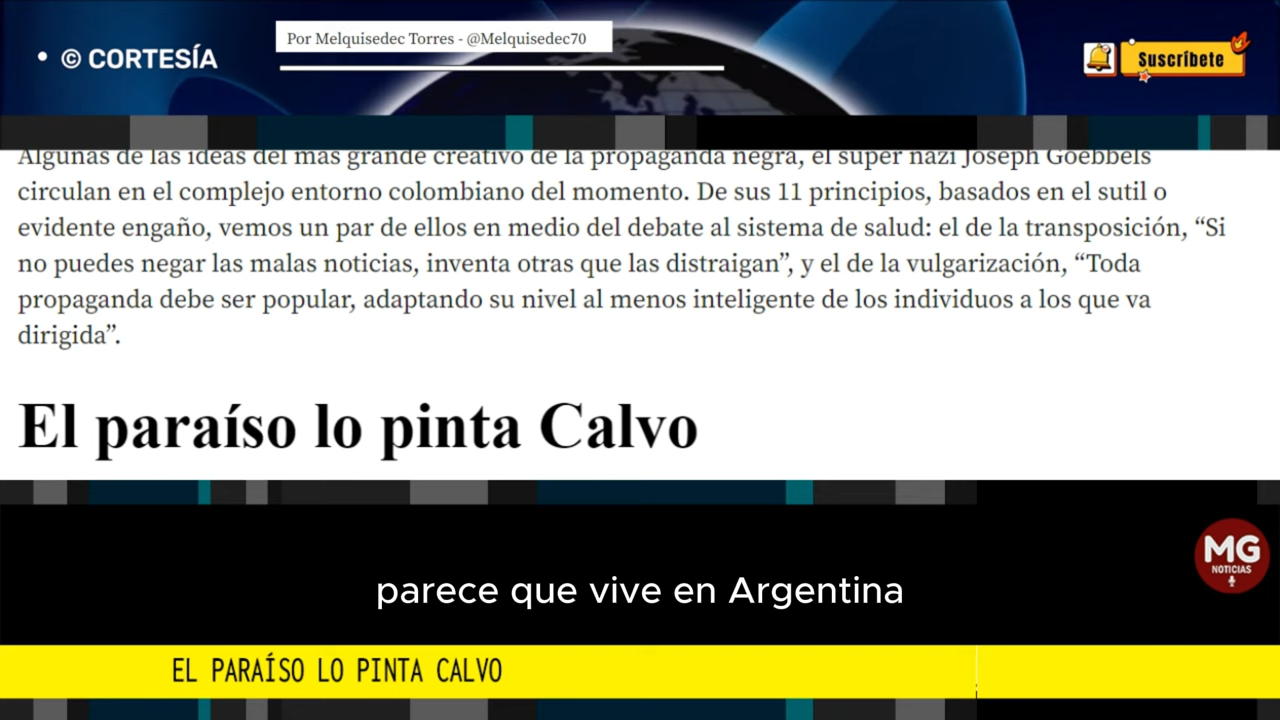 © CORTESÍA
Por Melquisedec Torres - @Melquisedec70
Suscríbete
Algunas de las ideas del más grande creativo de la propaganda negra, el súper nazi Joseph Goebbels
circulan en el complejo entorno colombiano del momento. De sus 11 principios, basados en el sutil o
evidente engaño, vemos un par de ellos en medio del debate al sistema de salud: el de la transposición, “Si
no puedes negar las malas noticias, inventa otras que las distraigan”, y el de la vulgarización, “Toda
propaganda debe ser popular, adaptando su nivel al menos inteligente de los individuos a los que va
dirigida”.
El paraíso lo pinta Calvo
MG
NOTICIAS
parece que vive en Argentina
EL PARAÍSO LO PINTA CALVO